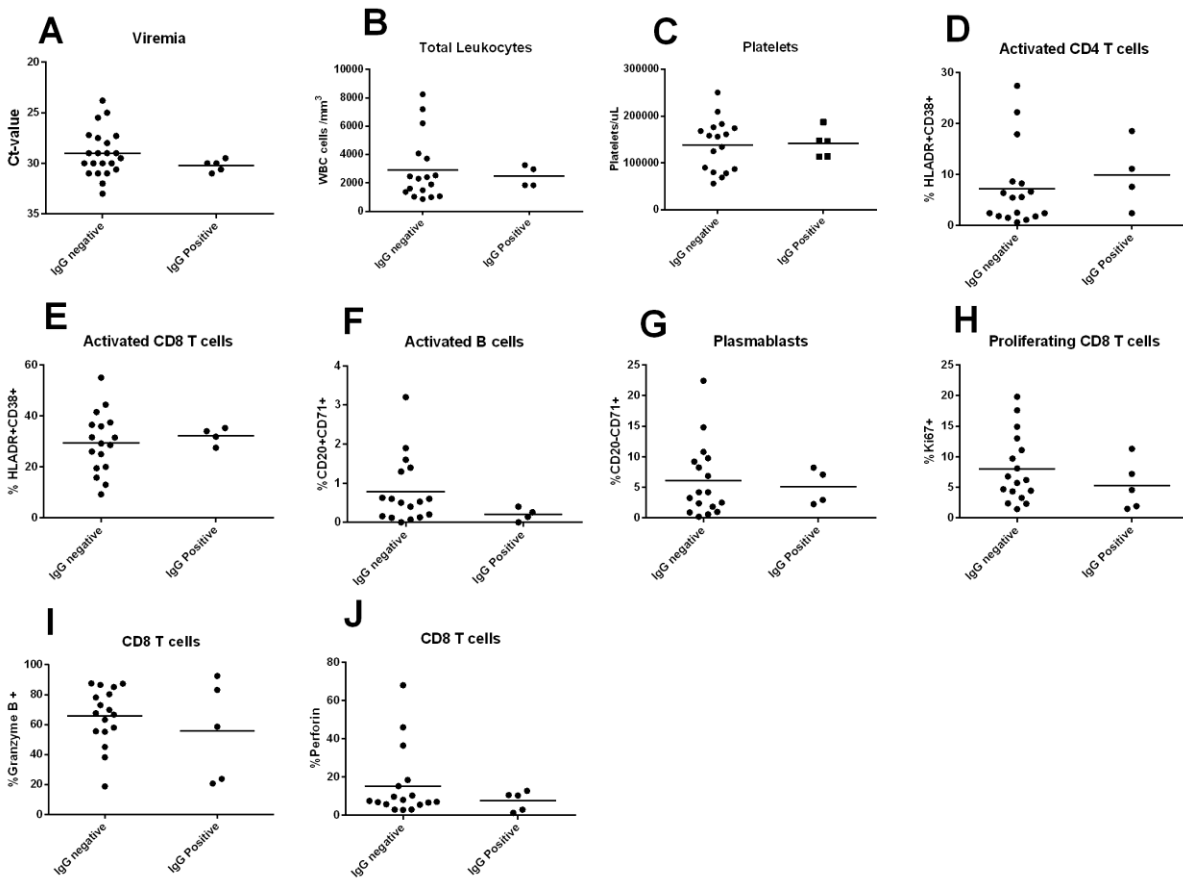 A
Viremia
Ct-value
20
25
30
35
IgG negative
IgG Positive
B
Total Leukocytes
WBC cells /mm³
10000
8000
6000
4000
2000
0
IgG negative
IgG Positive
C
Platelets
Platelets/uL
300000
200000
100000
0
IgG negative
IgG Positive
D
Activated CD4 T cells
% HLADR+CD38+
30
20
10
0
IgG negative
IgG Positive
E
Activated CD8 T cells
% HLADR+CD38+
60
40
20
0
IgG negative
IgG Positive
F
Activated B cells
%CD20+CD71+
4
3
2
1
0
IgG negative
IgG Positive
G
Plasmablasts
%CD20-CD71+
25
20
15
10
5
0
IgG negative
IgG Positive
H
Proliferating CD8 T cells
%Ki67+
25
20
15
10
5
0
IgG negative
IgG Positive
I
CD8 T cells
%Granzyme B +
100
80
60
40
20
0
IgG negative
IgG Positive
J
CD8 T cells
%Perforin
80
60
40
20
0
IgG negative
IgG Positive